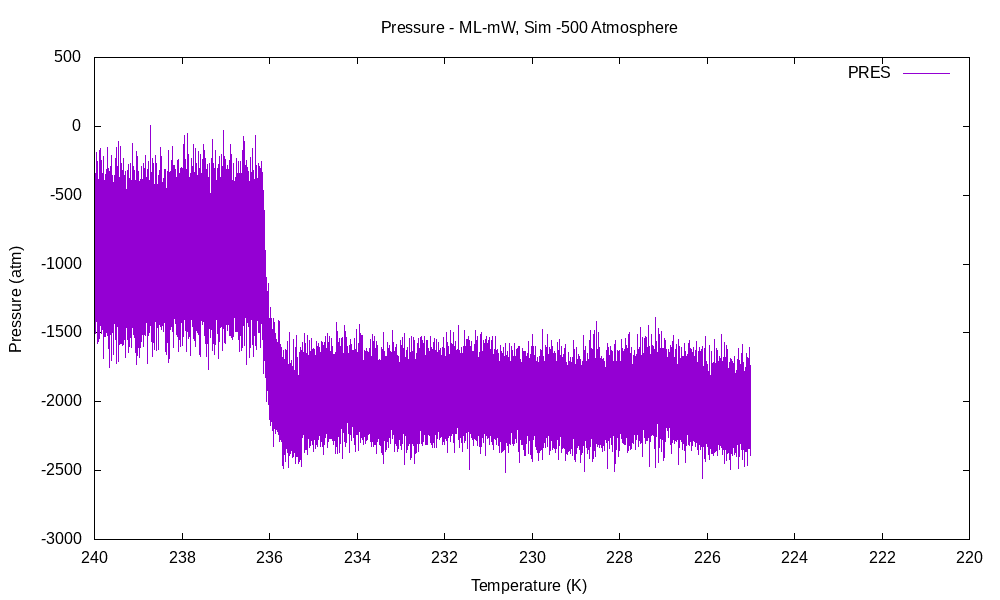 Pressure - ML-mW, Sim -500 Atmosphere
PRES
500
0
-500
-1000
-1500
-2000
-2500
-3000
Pressure (atm)
240 238 236 234 232 230 228 226 224 222 220
Temperature (K)